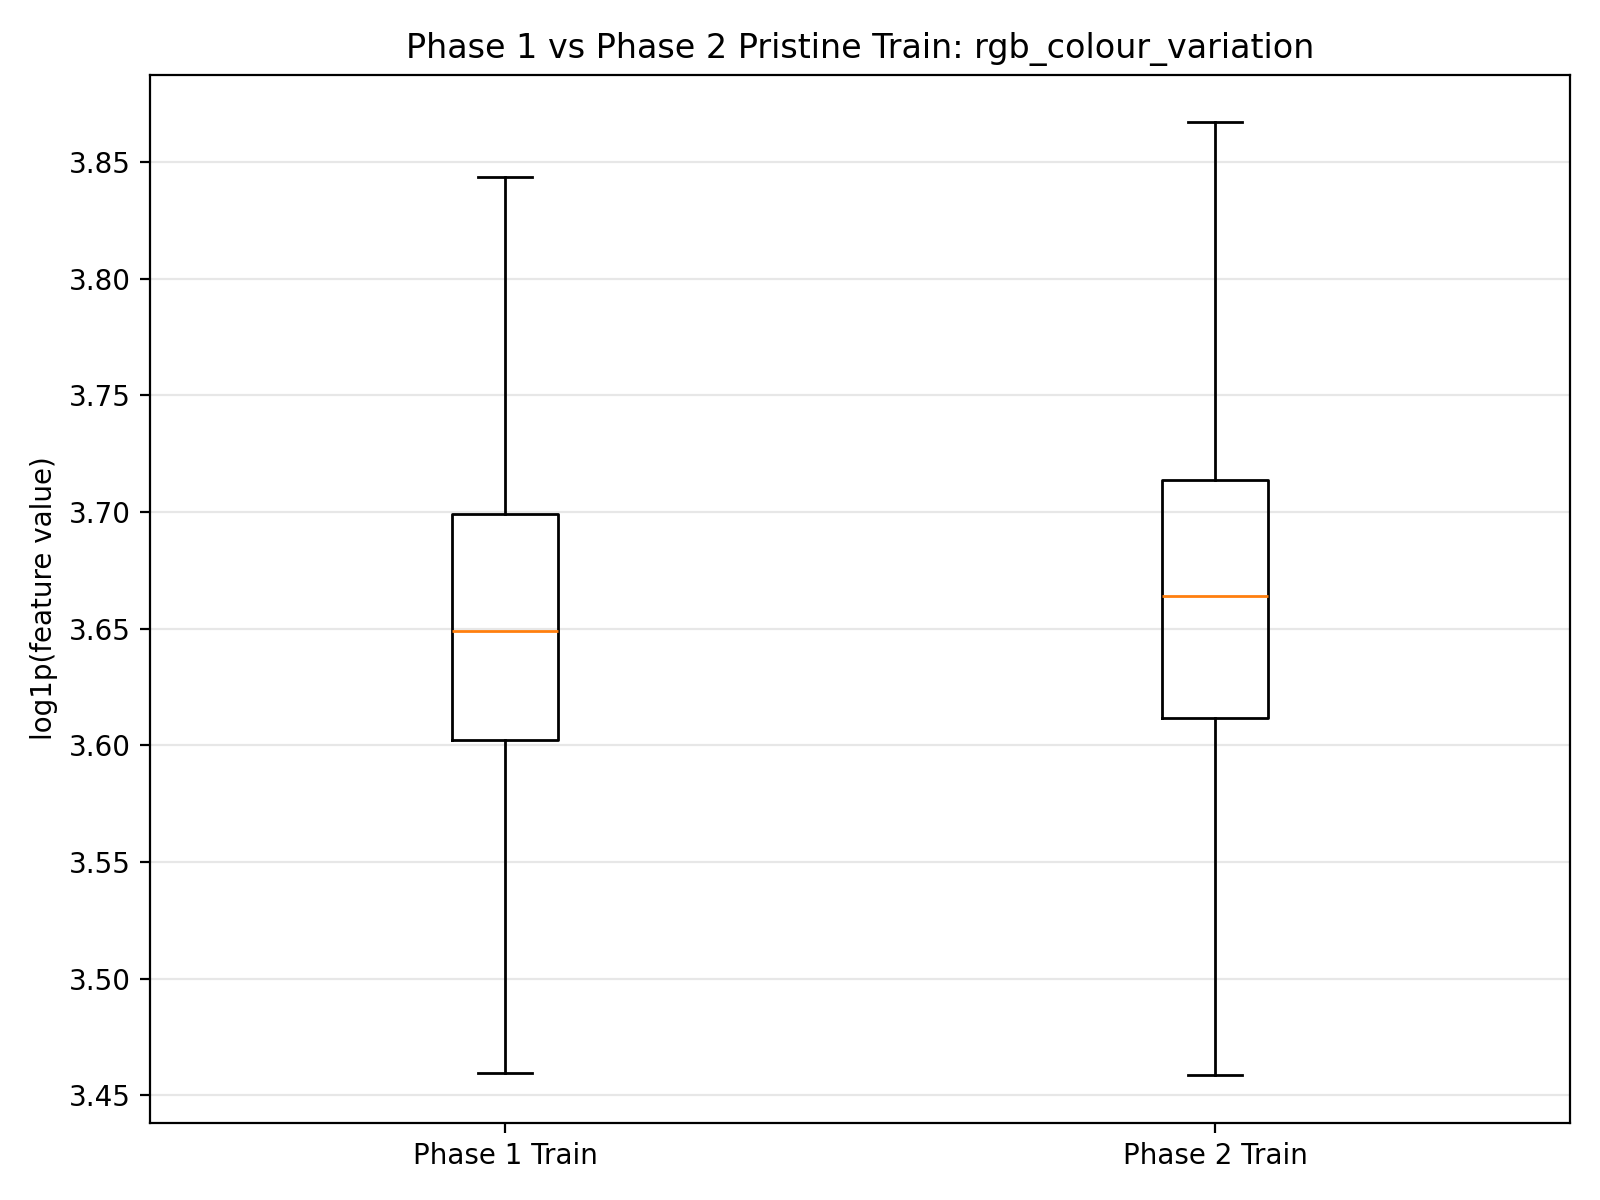 Phase 1 vs Phase 2 Pristine Train: rgb_colour_variation
log1p(feature value)
3.85
3.80
3.75
3.70
3.65
3.60
3.55
3.50
3.45
Phase 1 Train
Phase 2 Train